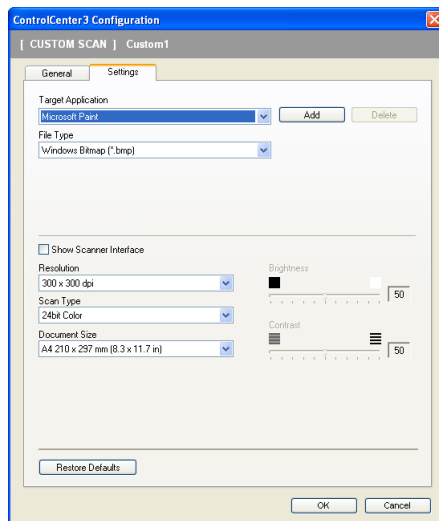 ControlCenter3 Configuration
[ CUSTOM SCAN ] Custom1
General Settings
Target Application
Microsoft Paint Add Delete
File Type
Windows Bitmap (*.bmp)
Show Scanner Interface
Resolution Brightness
300 x 300 dpi 50
Scan Type
24bit Color
Contrast
Document Size
A4 210 x 297 mm (8.3 x 11.7 in) 50
Restore Defaults
OK Cancel